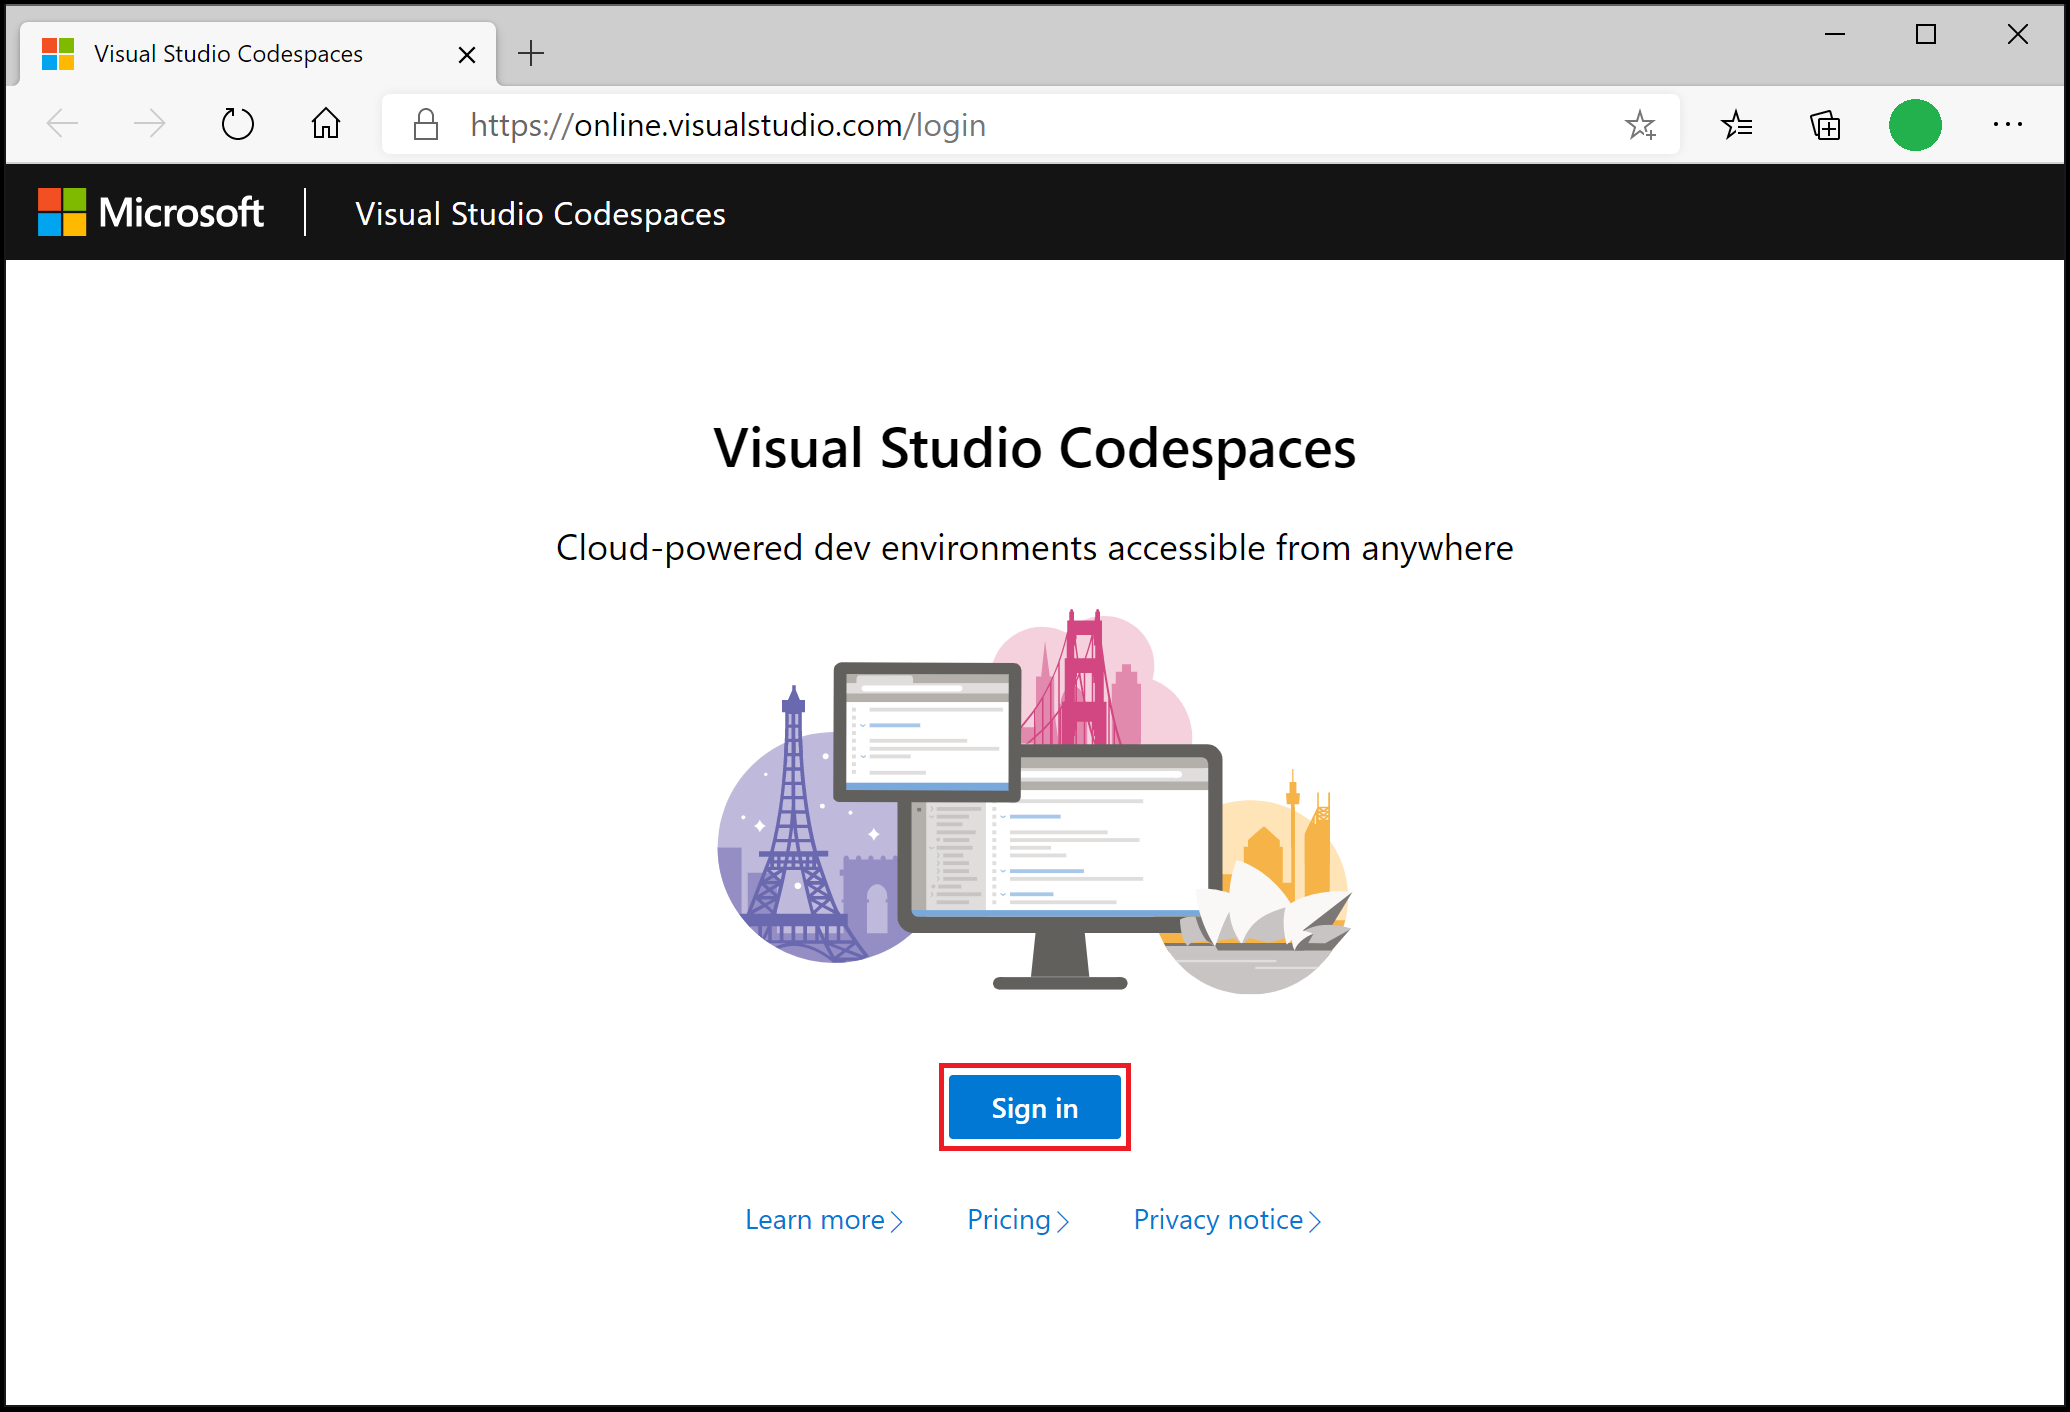 Visual Studio Codespaces
https://online.visualstudio.com/login
Microsoft
Visual Studio Codespaces
Visual Studio Codespaces
Cloud-powered dev environments accessible from anywhere
Sign in
Learn more
Pricing
Privacy notice